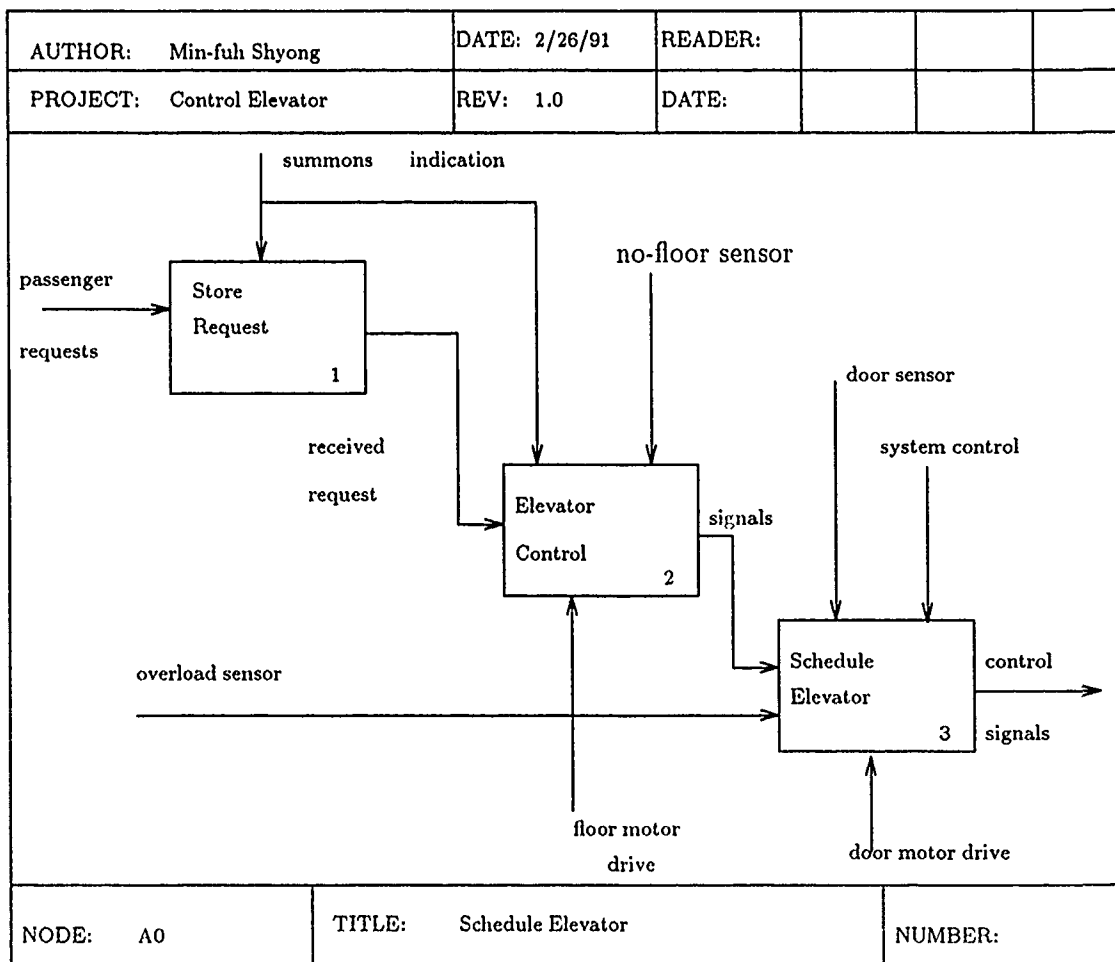 AUTHOR: Min-fuh Shyong DATE: 2/26/91 READER:
PROJECT: Control Elevator REV: 1.0 DATE:
summons indication
no-floor sensor
passenger
requests
Store
Request
1
door sensor
system control
received
request
Elevator
Control
2
signals
overload sensor
Schedule
Elevator
3
control
signals
floor motor
drive
door motor drive
NODE: A0 TITLE: Schedule Elevator NUMBER: